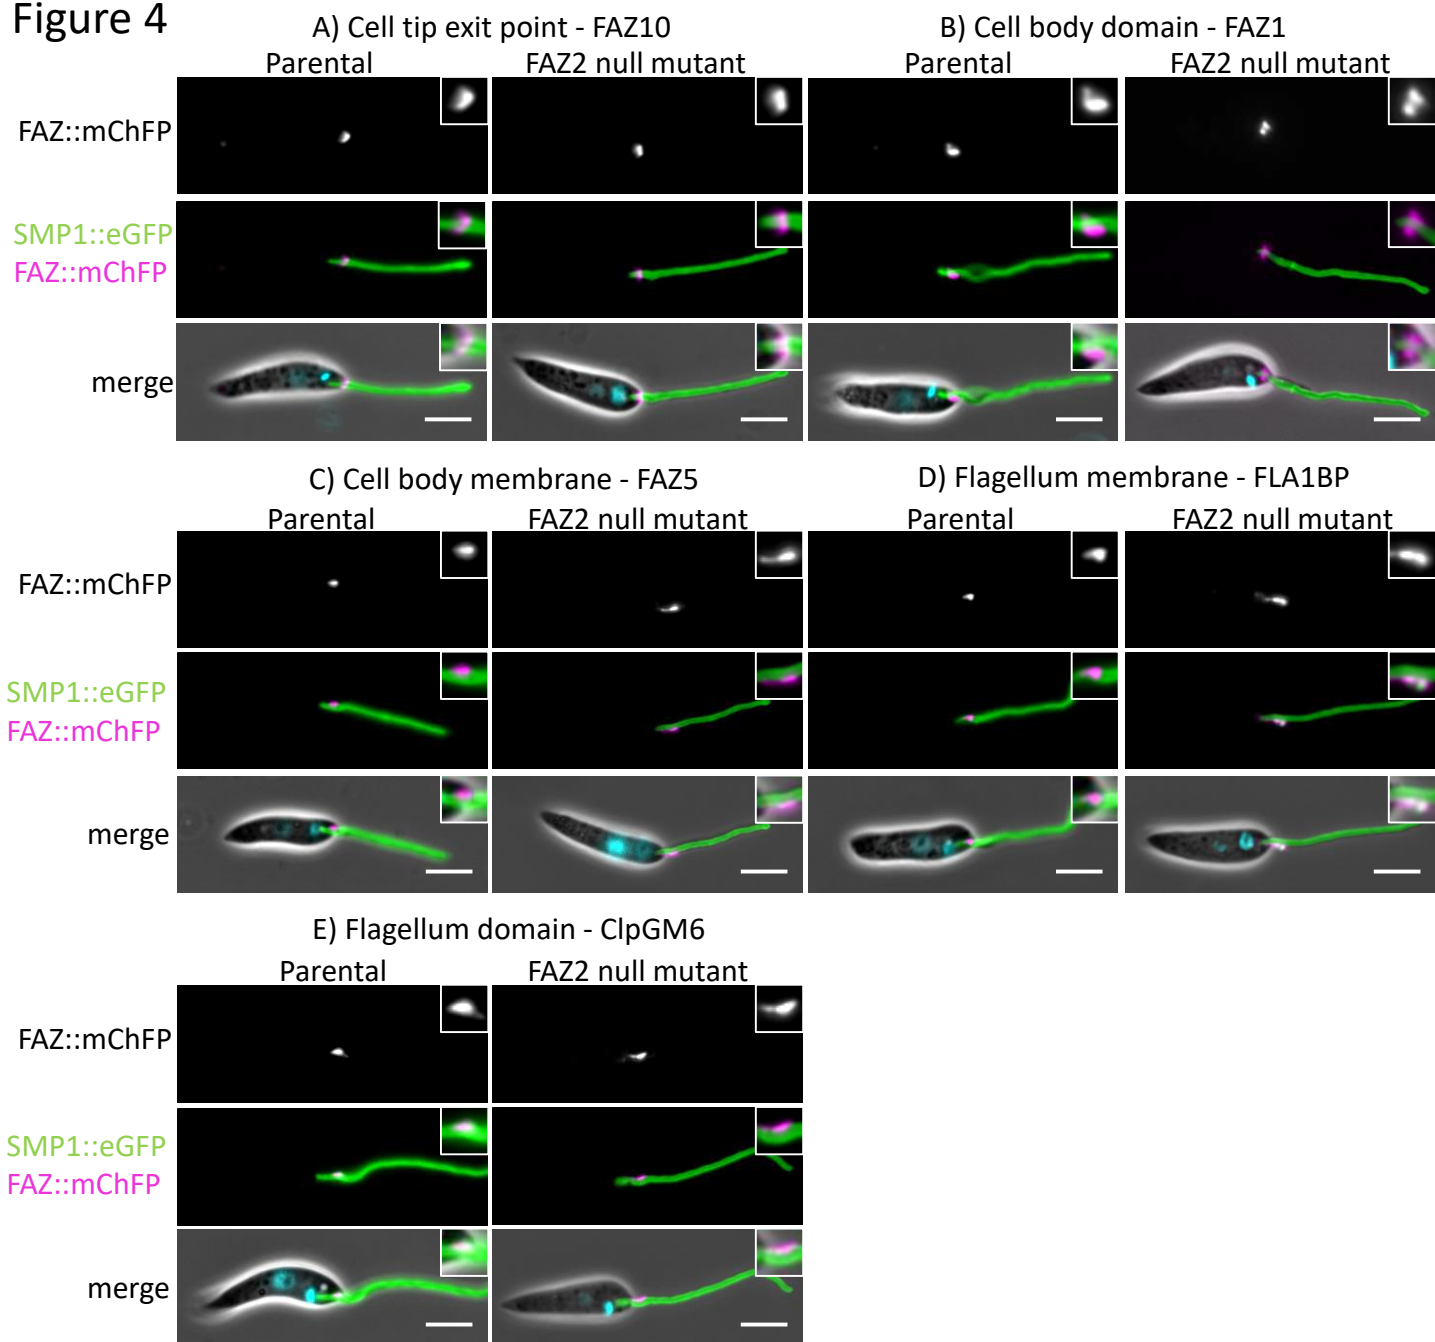 Figure 4
A) Cell tip exit point - FAZ10
B) Cell body domain - FAZ1
Parental
FAZ2 null mutant
Parental
FAZ2 null mutant
FAZ::mChFP
SMP1::eGFP
FAZ::mChFP
merge
C) Cell body membrane - FAZ5
D) Flagellum membrane - FLA1BP
Parental
FAZ2 null mutant
Parental
FAZ2 null mutant
FAZ::mChFP
SMP1::eGFP
FAZ::mChFP
merge
E) Flagellum domain - ClpGM6
Parental
FAZ2 null mutant
FAZ::mChFP
SMP1::eGFP
FAZ::mChFP
merge